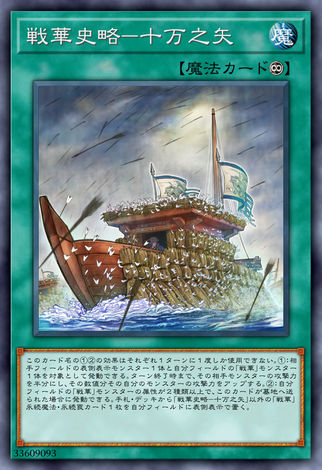 戦華史略－十万之矢
魔
【魔法カード∞】
このカード名の①②の効果はそれぞれ１ターンに１度しか使用できない。①：相
手フィールドの表側表示モンスター１体と自分フィールドの「戦華」モンスター
１体を対象として発動できる。ターン終了時まで、その相手モンスターの攻撃力
を半分にし、その数値分その自分のモンスターの攻撃力をアップする。②：自分
フィールドの「戦華」モンスターの属性が２種類以上で、このカードが墓地へ送
られた場合に発動できる。手札・デッキから「戦華史略－十万之矢」以外の「戦華」
永続魔法・永続罠カード１枚を自分フィールドに表側表示で置く。
33609093